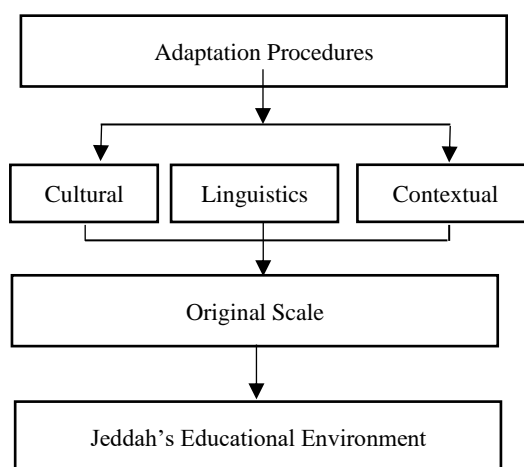 Adaptation Procedures
Cultural
Linguistics
Contextual
Original Scale
Jeddah’s Educational Environment